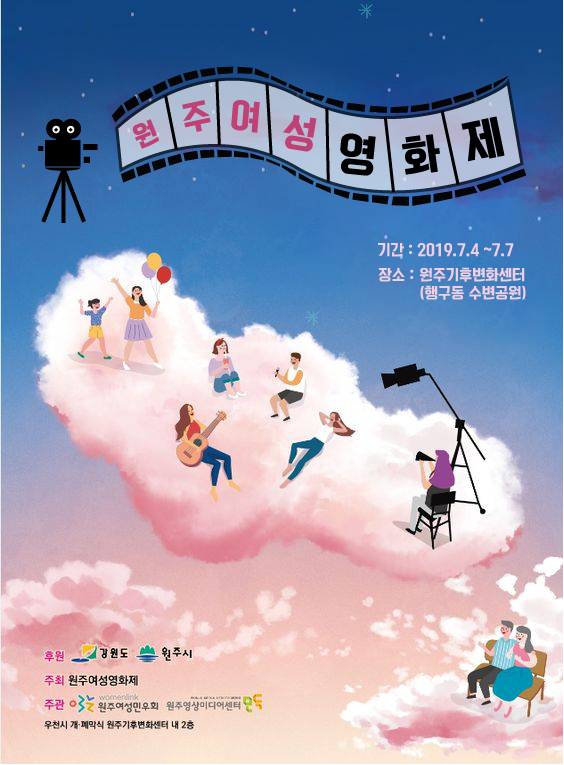 원주여성영화제
기간 : 2019.7.4 ~7.7
장소 : 원주기후변화센터
(행구동 수변공원)
후원 강원도 원주시
주최 원주여성영화제
womenlink
주관 원주여성민우회 원주영상미디어센터 모두
우천시 개·폐막식 원주기후변화센터 내 2층